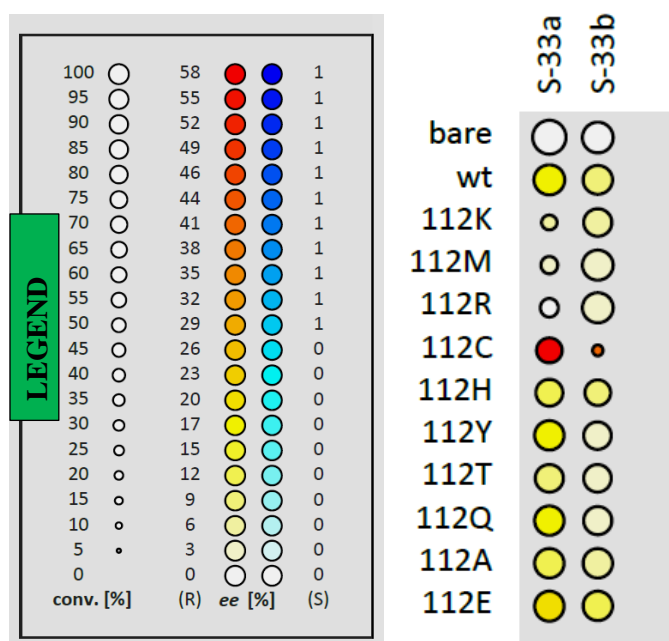 LEGEND
100 58 1
95 55 1
90 52 1
85 49 1
80 46 1
75 44 1
70 41 1
65 38 1
60 35 1
55 32 1
50 29 1
45 26 0
40 23 0
35 20 0
30 17 0
25 15 0
20 12 0
15 9 0
10 6 0
5 3 0
0 0 0
conv. [%] (R) ee [%] (S)
S-33a S-33b
bare
wt
112K
112M
112R
112C
112H
112Y
112T
112Q
112A
112E